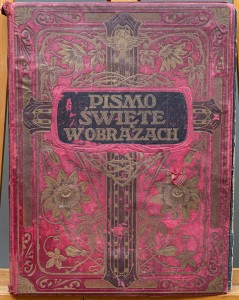 PISMO
ŚWIĘTE
W OBRAZACH